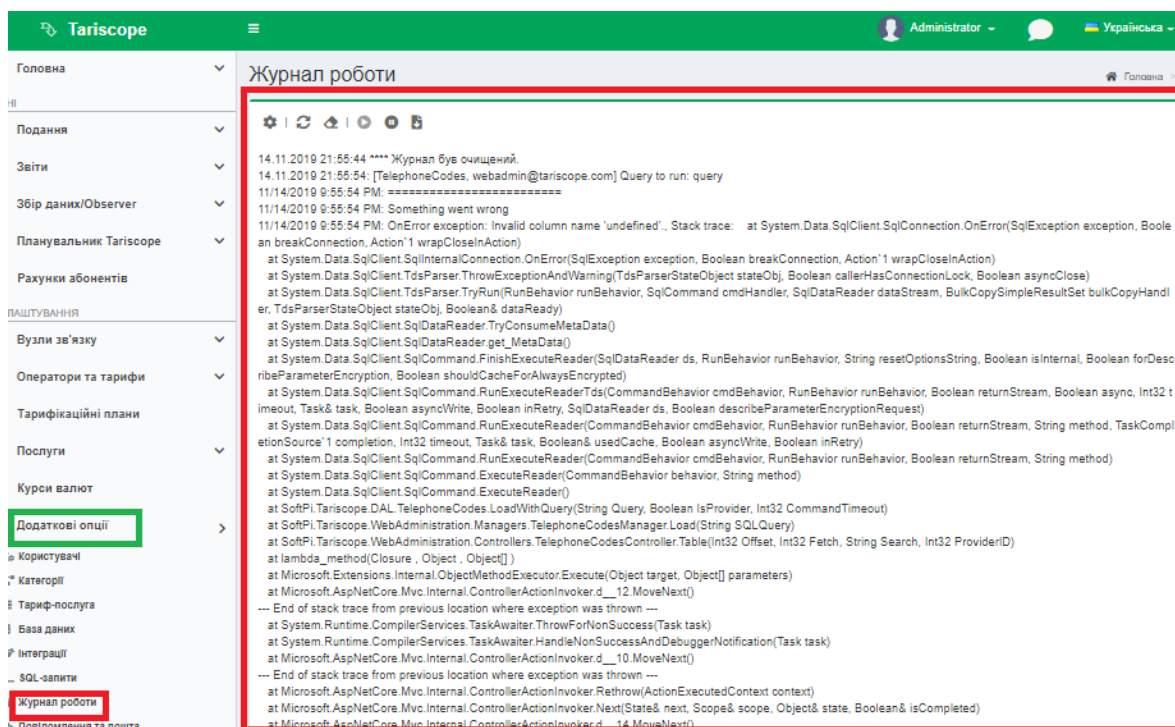 Tariscope
Administrator
Українська
Головна
НІ
Подання
Звіти
Збір даних/Observer
Планувальник Tariscope
Рахунки абонентів
ЛАШТУВАННЯ
Вузли зв'язку
Оператори та тарифи
Тарифікаційні плани
Послуги
Курси валют
Додаткові опції
Користувачі
Категорії
Тариф-послуга
База даних
Інтеграції
SQL-запити
Журнал роботи
Повідомлення та пошта
Журнал роботи
Головна >
14.11.2019 21:55:44 **** Журнал був очищений.
14.11.2019 21:55:54: [TelephoneCodes, webadmin@tariscope.com] Query to run: query
11/14/2019 9:55:54 PM: =========================
11/14/2019 9:55:54 PM: Something went wrong
11/14/2019 9:55:54 PM: OnError exception: Invalid column name 'undefined'., Stack trace: at System.Data.SqlClient.SqlConnection.OnError(SqlException exception, Boole
an breakConnection, Action`1 wrapCloseInAction)
at System.Data.SqlClient.SqlInternalConnection.OnError(SqlException exception, Boolean breakConnection, Action`1 wrapCloseInAction)
at System.Data.SqlClient.TdsParser.ThrowExceptionAndWarning(TdsParserStateObject stateObj, Boolean callerHasConnectionLock, Boolean asyncClose)
at System.Data.SqlClient.TdsParser.TryRun(RunBehavior runBehavior, SqlCommand cmdHandler, SqlDataReader dataStream, BulkCopySimpleResultSet bulkCopyHandl
er, TdsParserStateObject stateObj, Boolean& dataReady)
at System.Data.SqlClient.SqlDataReader.TryConsumeMetaData()
at System.Data.SqlClient.SqlDataReader.get_MetaData()
at System.Data.SqlClient.SqlCommand.FinishExecuteReader(SqlDataReader ds, RunBehavior runBehavior, String resetOptionsString, Boolean isInternal, Boolean forDesc
ribeParameterEncryption, Boolean shouldCacheForAlwaysEncrypted)
at System.Data.SqlClient.SqlCommand.RunExecuteReaderTds(CommandBehavior cmdBehavior, RunBehavior runBehavior, Boolean returnStream, Boolean async, Int32 t
imeout, Task& task, Boolean asyncWrite, Boolean inRetry, SqlDataReader ds, Boolean describeParameterEncryptionRequest)
at System.Data.SqlClient.SqlCommand.RunExecuteReader(CommandBehavior cmdBehavior, RunBehavior runBehavior, Boolean returnStream, String method, TaskCompl
etionSource`1 completion, Int32 timeout, Task& task, Boolean& usedCache, Boolean asyncWrite, Boolean inRetry)
at System.Data.SqlClient.SqlCommand.RunExecuteReader(CommandBehavior cmdBehavior, RunBehavior runBehavior, Boolean returnStream, String method)
at System.Data.SqlClient.SqlCommand.ExecuteReader(CommandBehavior behavior, String method)
at System.Data.SqlClient.SqlCommand.ExecuteReader()
at SoftPi.Tariscope.DAL.TelephoneCodes.LoadWithQuery(String Query, Boolean IsProvider, Int32 CommandTimeout)
at SoftPi.Tariscope.WebAdministration.Managers.TelephoneCodesManager.Load(String SQLQuery)
at SoftPi.Tariscope.WebAdministration.Controllers.TelephoneCodesController.Table(Int32 Offset, Int32 Fetch, String Search, Int32 ProviderID)
at lambda_method(Closure , Object , Object[] )
at Microsoft.Extensions.Internal.ObjectMethodExecutor.Execute(Object target, Object[] parameters)
at Microsoft.AspNetCore.Mvc.Internal.ControllerActionInvoker.d__12.MoveNext()
--- End of stack trace from previous location where exception was thrown ---
at System.Runtime.CompilerServices.TaskAwaiter.ThrowForNonSuccess(Task task)
at System.Runtime.CompilerServices.TaskAwaiter.HandleNonSuccessAndDebuggerNotification(Task task)
at Microsoft.AspNetCore.Mvc.Internal.ControllerActionInvoker.d__10.MoveNext()
--- End of stack trace from previous location where exception was thrown ---
at Microsoft.AspNetCore.Mvc.Internal.ControllerActionInvoker.Rethrow(ActionExecutedContext context)
at Microsoft.AspNetCore.Mvc.Internal.ControllerActionInvoker.Next(State& next, Scope& scope, Object& state, Boolean& isCompleted)
at Microsoft.AspNetCore.Mvc.Internal.ControllerActionInvoker.d__14.MoveNext()